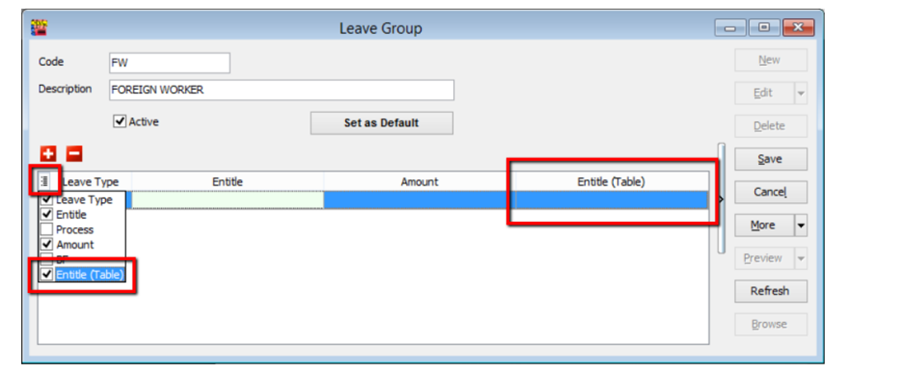 Leave Group
Code FW New
Description FOREIGN WORKER Edit
Active Set as Default Delete
Save
Leave Type Entitle Amount Entitle (Table)
Leave Type Cancel
Entitle
Process More
Amount
Preview
Entitle (Table)
Refresh
Browse